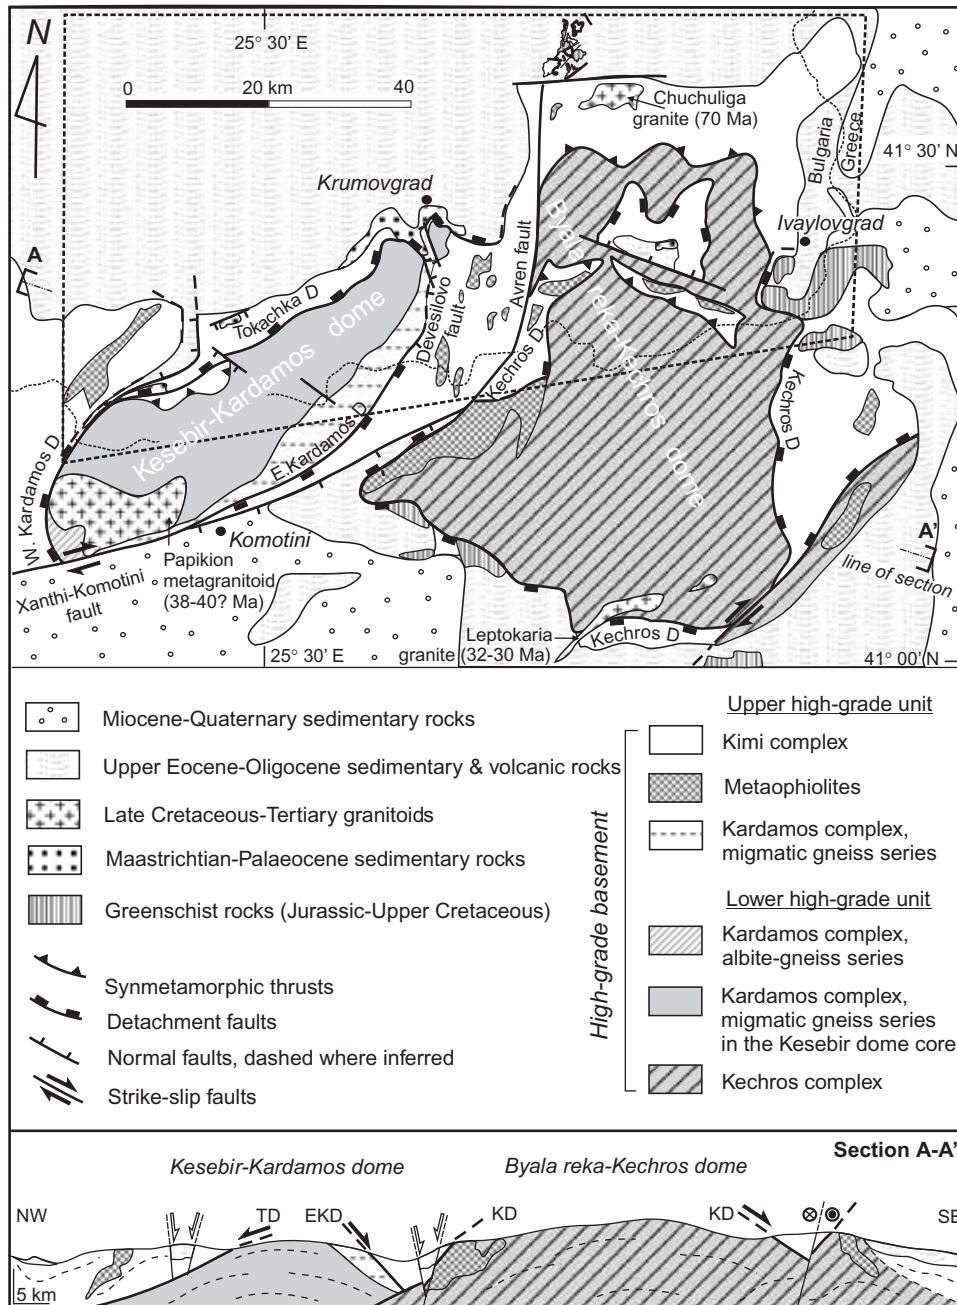 N
25° 30' E
0
20 km
40
Chuchuliga
granite (70 Ma)
Bulgaria
Greece
41° 30' N
Krumovgrad
Ivaylovgrad
A
Tokachka D
Devesilovo
fault
Avren fault
Byala
reka-Kechros
dome
Kesebir-Kardamos dome
Kechros D
Kechros D
E.Kardamos D
W. Kardamos D
Komotini
Papikion
metagranitoid
(38-40? Ma)
Xanthi-Komotini
fault
A'
line of section
25° 30' E
Leptokaria
granite (32-30 Ma)
Kechros D
41° 00' N
Miocene-Quaternary sedimentary rocks
Upper Eocene-Oligocene sedimentary & volcanic rocks
Late Cretaceous-Tertiary granitoids
Maastrichtian-Palaeocene sedimentary rocks
Greenschist rocks (Jurassic-Upper Cretaceous)
Synmetamorphic thrusts
Detachment faults
Normal faults, dashed where inferred
Strike-slip faults
High-grade basement
Upper high-grade unit
Kimi complex
Metaophiolites
Kardamos complex,
migmatic gneiss series
Lower high-grade unit
Kardamos complex,
albite-gneiss series
Kardamos complex,
migmatic gneiss series
in the Kesebir dome core
Kechros complex
Section A-A'
Kesebir-Kardamos dome
Byala reka-Kechros dome
NW
TD
EKD
KD
KD
SE
5 km